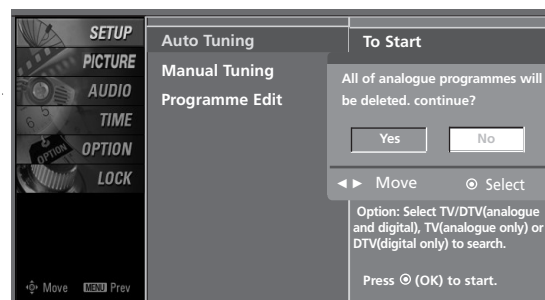 SETUP
PICTURE
AUDIO
TIME
OPTION
LOCK
Move MENU Prev
Auto Tuning
Manual Tuning
Programme Edit
To Start
All of analogue programmes will
be deleted. continue?
Yes No
◄ ► Move ⊙ Select
Option: Select TV/DTV(analogue
and digital), TV(analogue only) or
DTV(digital only) to search.
Press ⊙ (OK) to start.